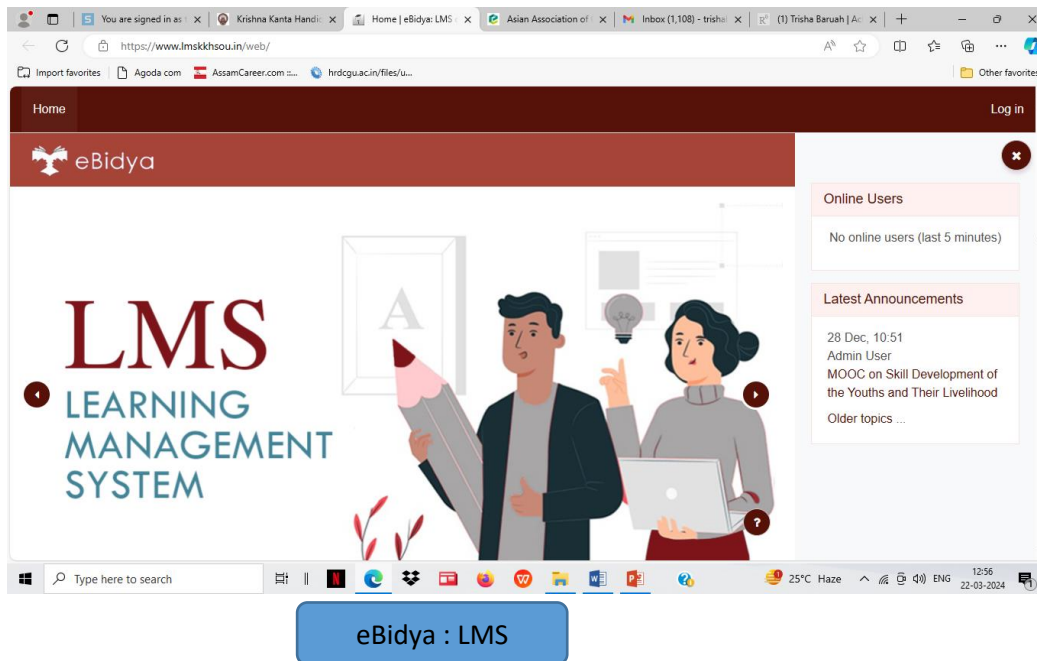 You are signed in as
Krishna Kanta Handic
Home | eBidya: LMS
Asian Association of
Inbox (1,108) - trisha
(1) Trisha Baruah | Ac
https://www.lmskkhsou.in/web/
Import favorites
Agoda com
AssamCareer.com ::...
hrdcgu.ac.in/files/u...
Other favorites
Home
Log in
eBidya
Online Users
No online users (last 5 minutes)
A
LMS
LEARNING
MANAGEMENT
SYSTEM
Latest Announcements
28 Dec, 10:51
Admin User
MOOC on Skill Development of
the Youths and Their Livelihood
Older topics ...
?
Type here to search
25°C Haze
ENG
12:56
22-03-2024
eBidya : LMS